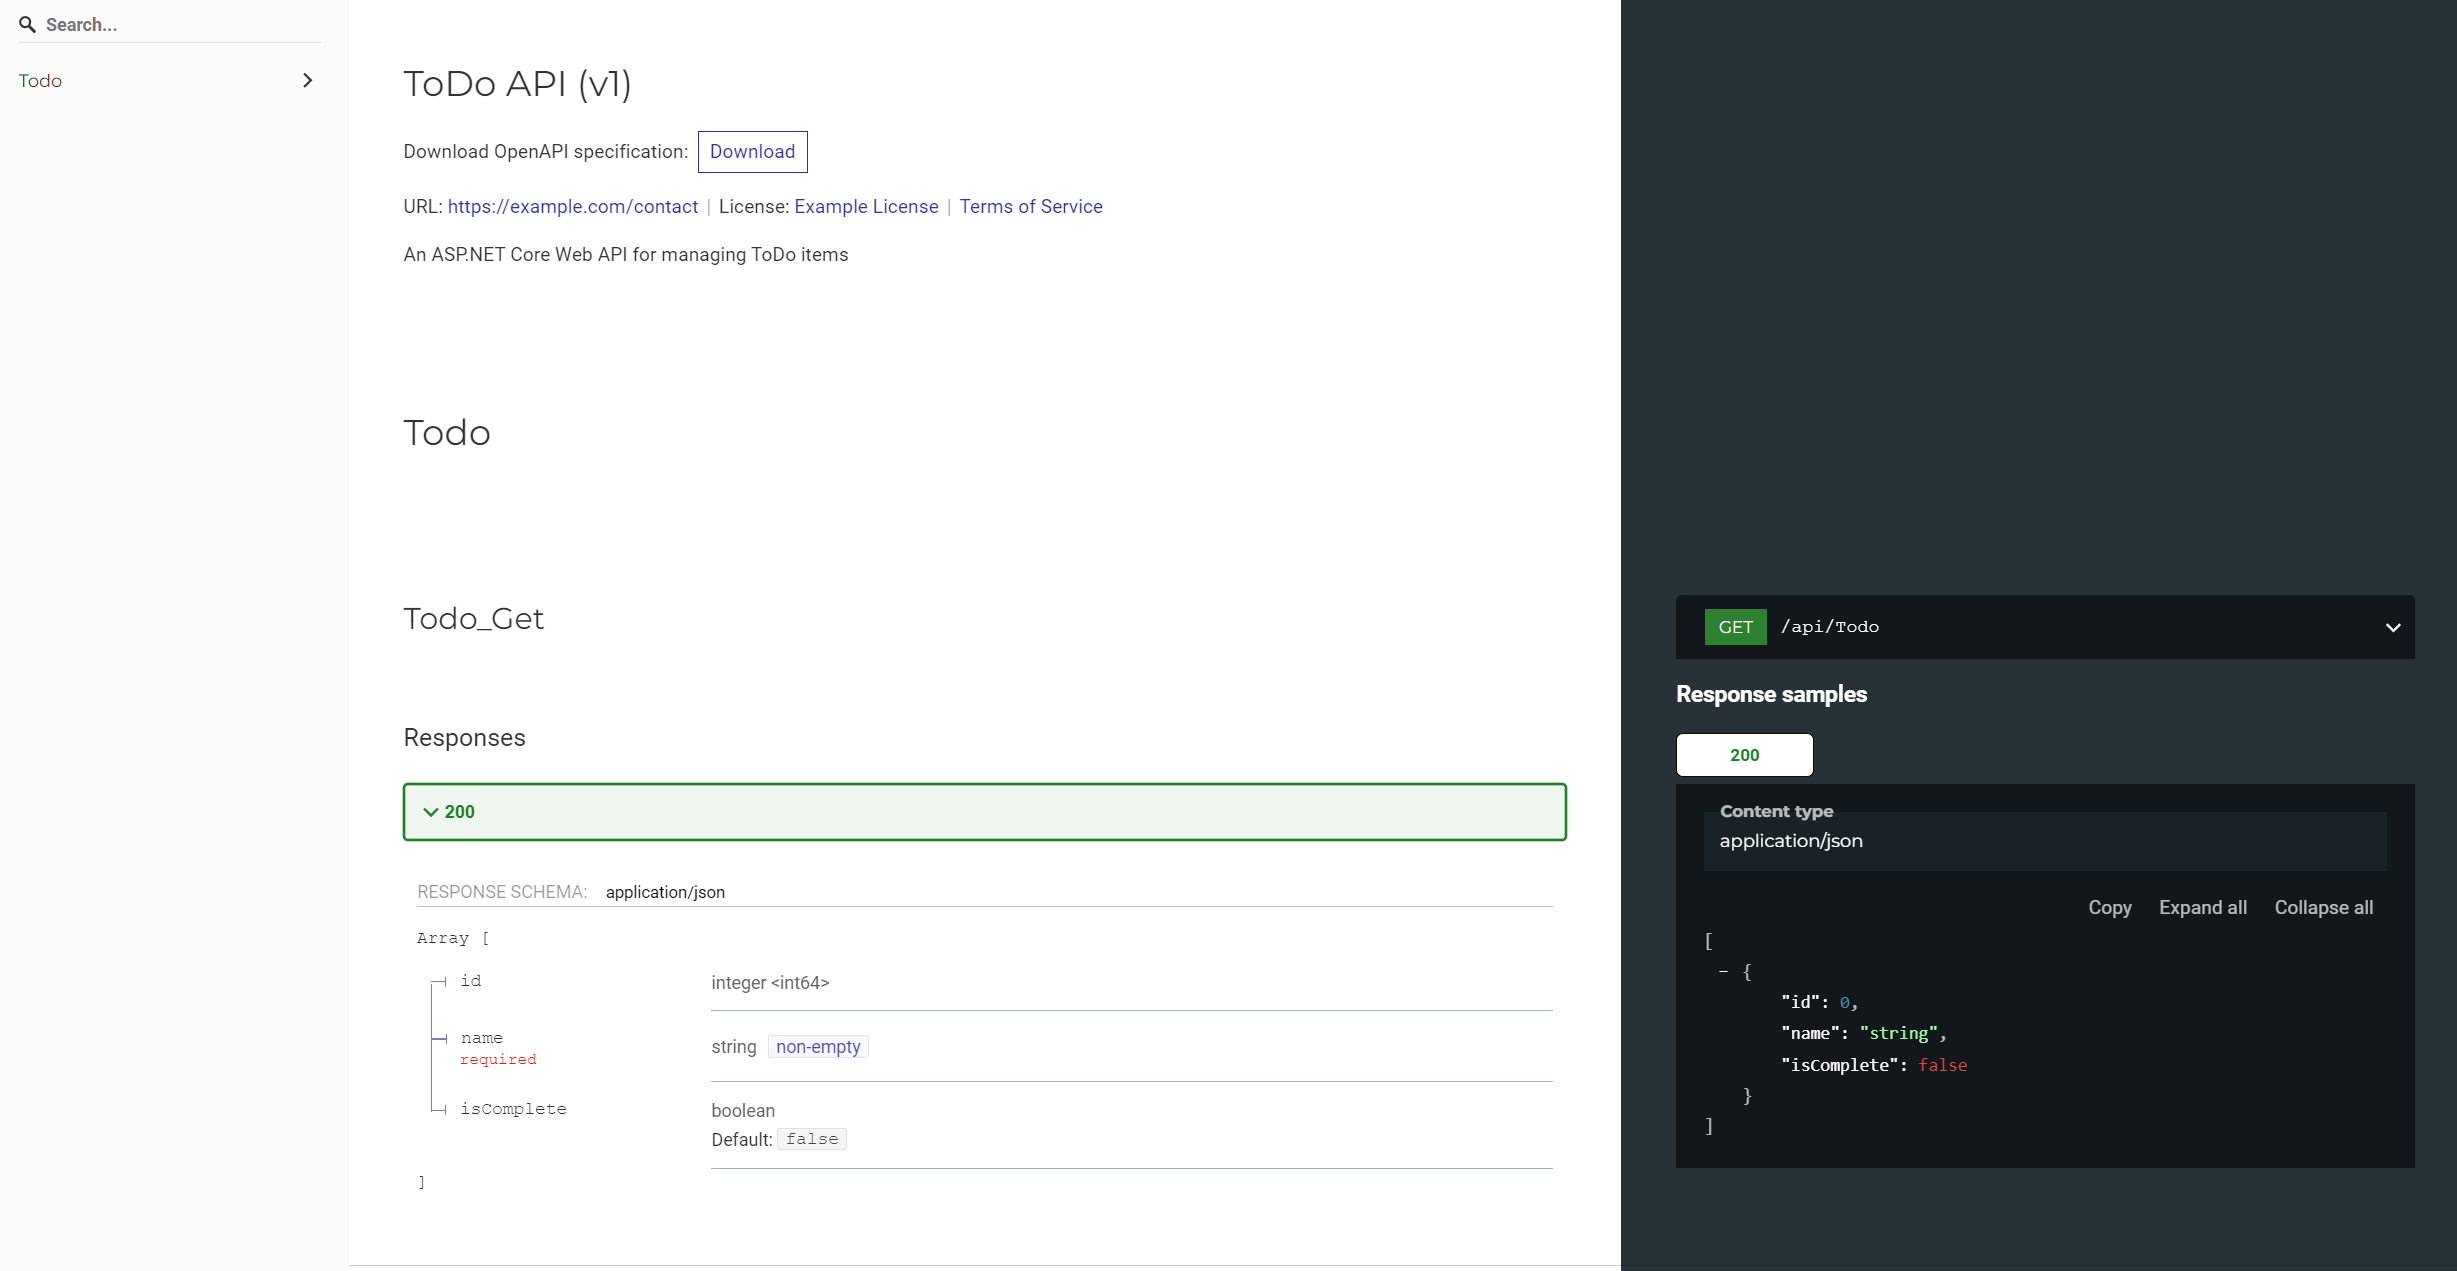 Search...
Todo
ToDo API (v1)
Download OpenAPI specification: Download
URL: https://example.com/contact | License: Example License | Terms of Service
An ASP.NET Core Web API for managing ToDo items
Todo
Todo_Get
Responses
200
RESPONSE SCHEMA: application/json
Array [
id integer <int64>
name
required
string non-empty
isComplete boolean
Default: false
]
GET /api/Todo
Response samples
200
Content type
application/json
Copy Expand all Collapse all
[
- {
"id": 0,
"name": "string",
"isComplete": false
}
]